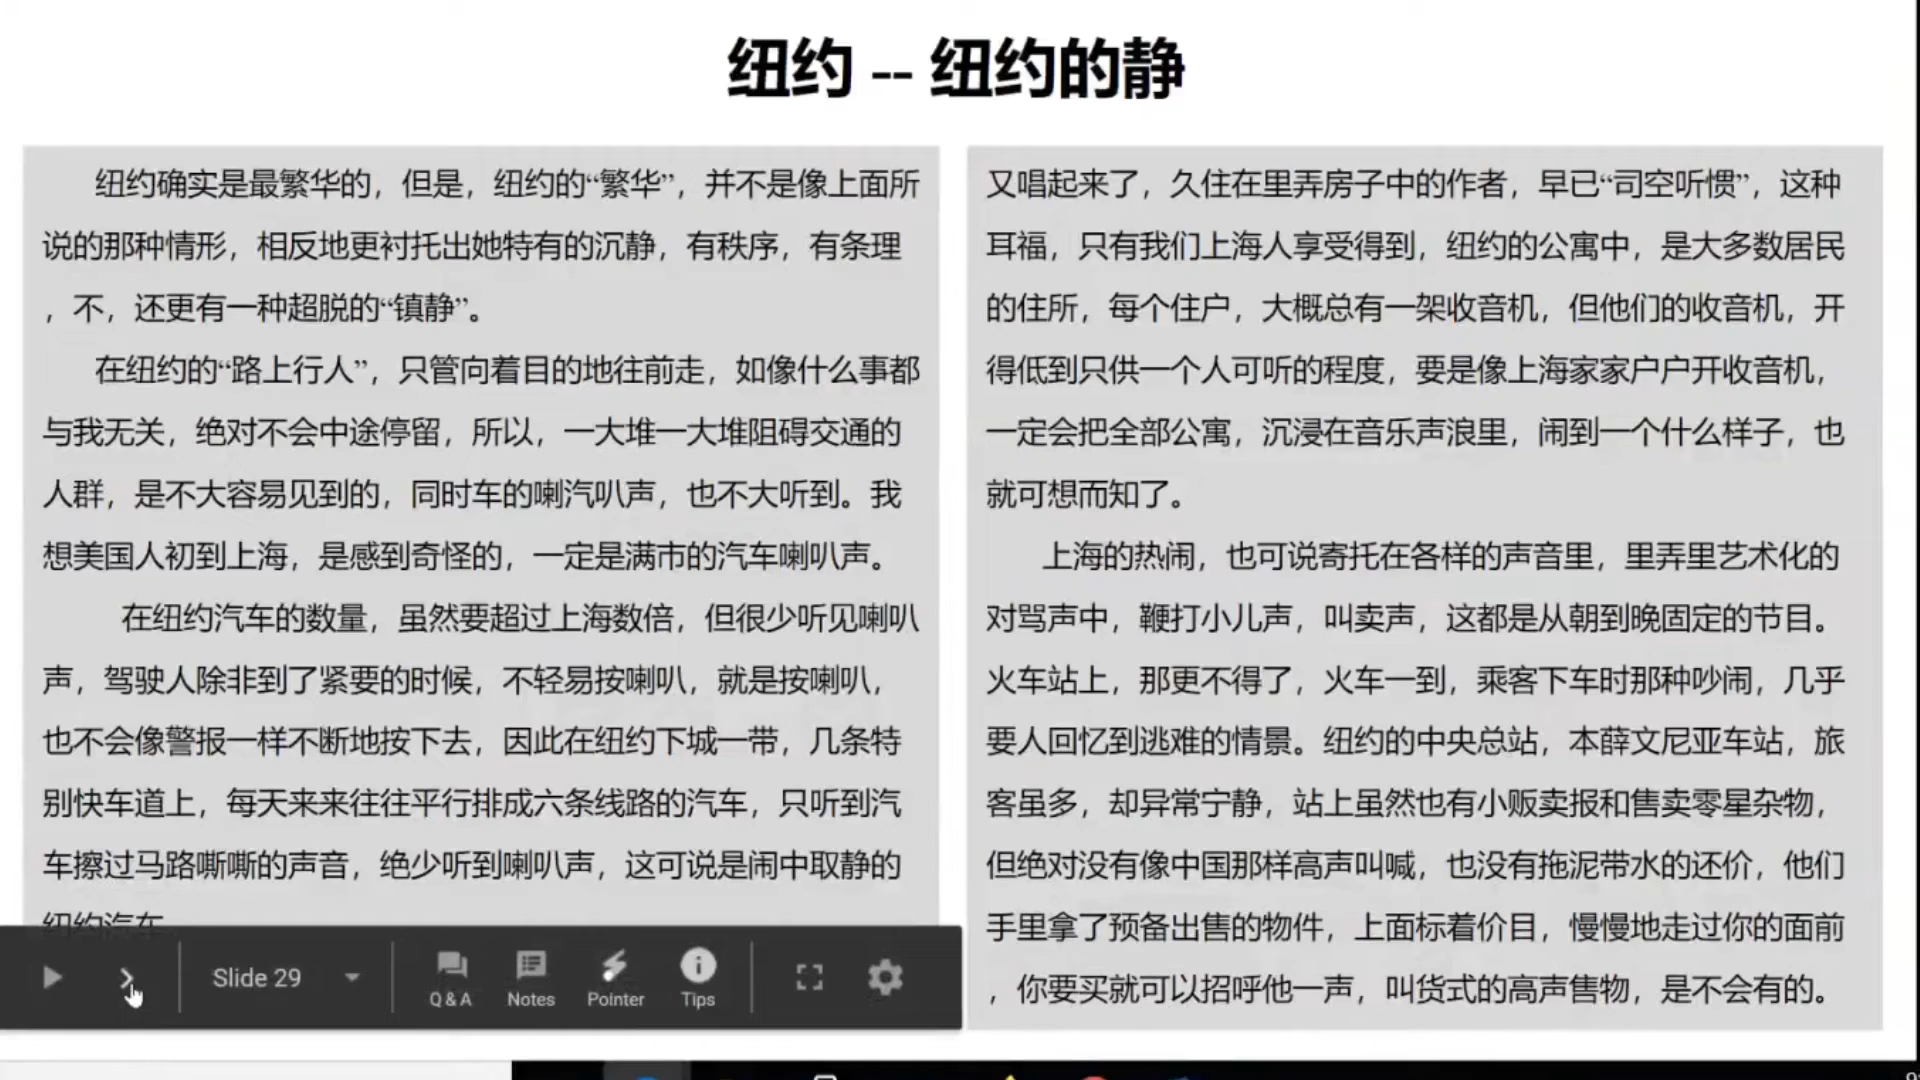 纽约 -- 纽约的静
纽约确实是最繁华的，但是，纽约的“繁华”，并不是像上面所
说的那种情形，相反地更衬托出她特有的沉静，有秩序，有条理
，不，还更有一种超脱的“镇静”。
在纽约的“路上行人”，只管向着目的地往前走，如像什么事都
与我无关，绝对不会中途停留，所以，一大堆一大堆阻碍交通的
人群，是不大容易见到的，同时车的喇汽叭声，也不大听到。我
想美国人初到上海，是感到奇怪的，一定是满市的汽车喇叭声。
在纽约汽车的数量，虽然要超过上海数倍，但很少听见喇叭
声，驾驶人除非到了紧要的时候，不轻易按喇叭，就是按喇叭，
也不会像警报一样不断地按下去，因此在纽约下城一带，几条特
别快车道上，每天来来往往平行排成六条线路的汽车，只听到汽
车擦过马路嘶嘶的声音，绝少听到喇叭声，这可说是闹中取静的
纽约汽车
又唱起来了，久住在里弄房子中的作者，早已“司空听惯”，这种
耳福，只有我们上海人享受得到，纽约的公寓中，是大多数居民
的住所，每个住户，大概总有一架收音机，但他们的收音机，开
得低到只供一个人可听的程度，要是像上海家家户户开收音机，
一定会把全部公寓，沉浸在音乐声浪里，闹到一个什么样子，也
就可想而知了。
上海的热闹，也可说寄托在各样的声音里，里弄里艺术化的
对骂声中，鞭打小儿声，叫卖声，这都是从朝到晚固定的节目。
火车站上，那更不得了，火车一到，乘客下车时那种吵闹，几乎
要人回忆到逃难的情景。纽约的中央总站，本薛文尼亚车站，旅
客虽多，却异常宁静，站上虽然也有小贩卖报和售卖零星杂物，
但绝对没有像中国那样高声叫喊，也没有拖泥带水的还价，他们
手里拿了预备出售的物件，上面标着价目，慢慢地走过你的面前
，你要买就可以招呼他一声，叫货式的高声售物，是不会有的。
Slide 29
Q & A
Notes
Pointer
Tips